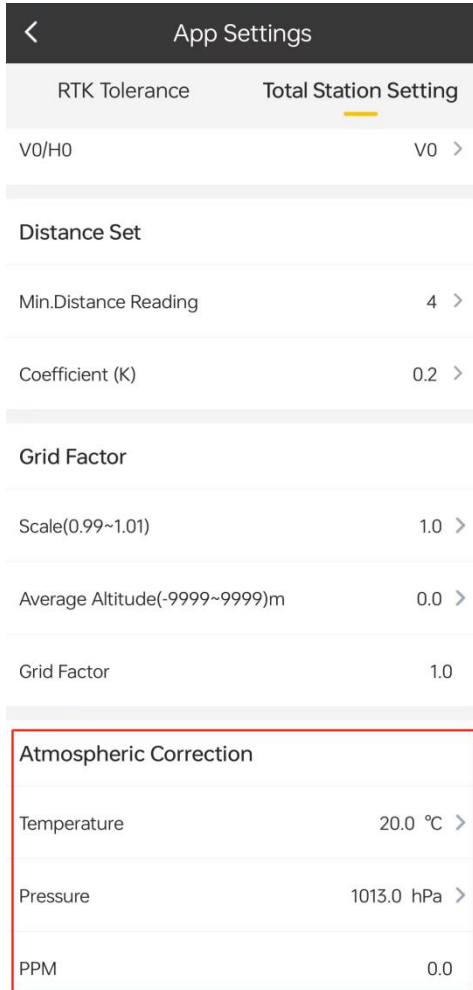 App Settings
RTK Tolerance Total Station Setting
V0/H0 V0
Distance Set
Min.Distance Reading 4
Coefficient (K) 0.2
Grid Factor
Scale(0.99~1.01) 1.0
Average Altitude(-9999~9999)m 0.0
Grid Factor 1.0
Atmospheric Correction
Temperature 20.0 ℃
Pressure 1013.0 hPa
PPM 0.0